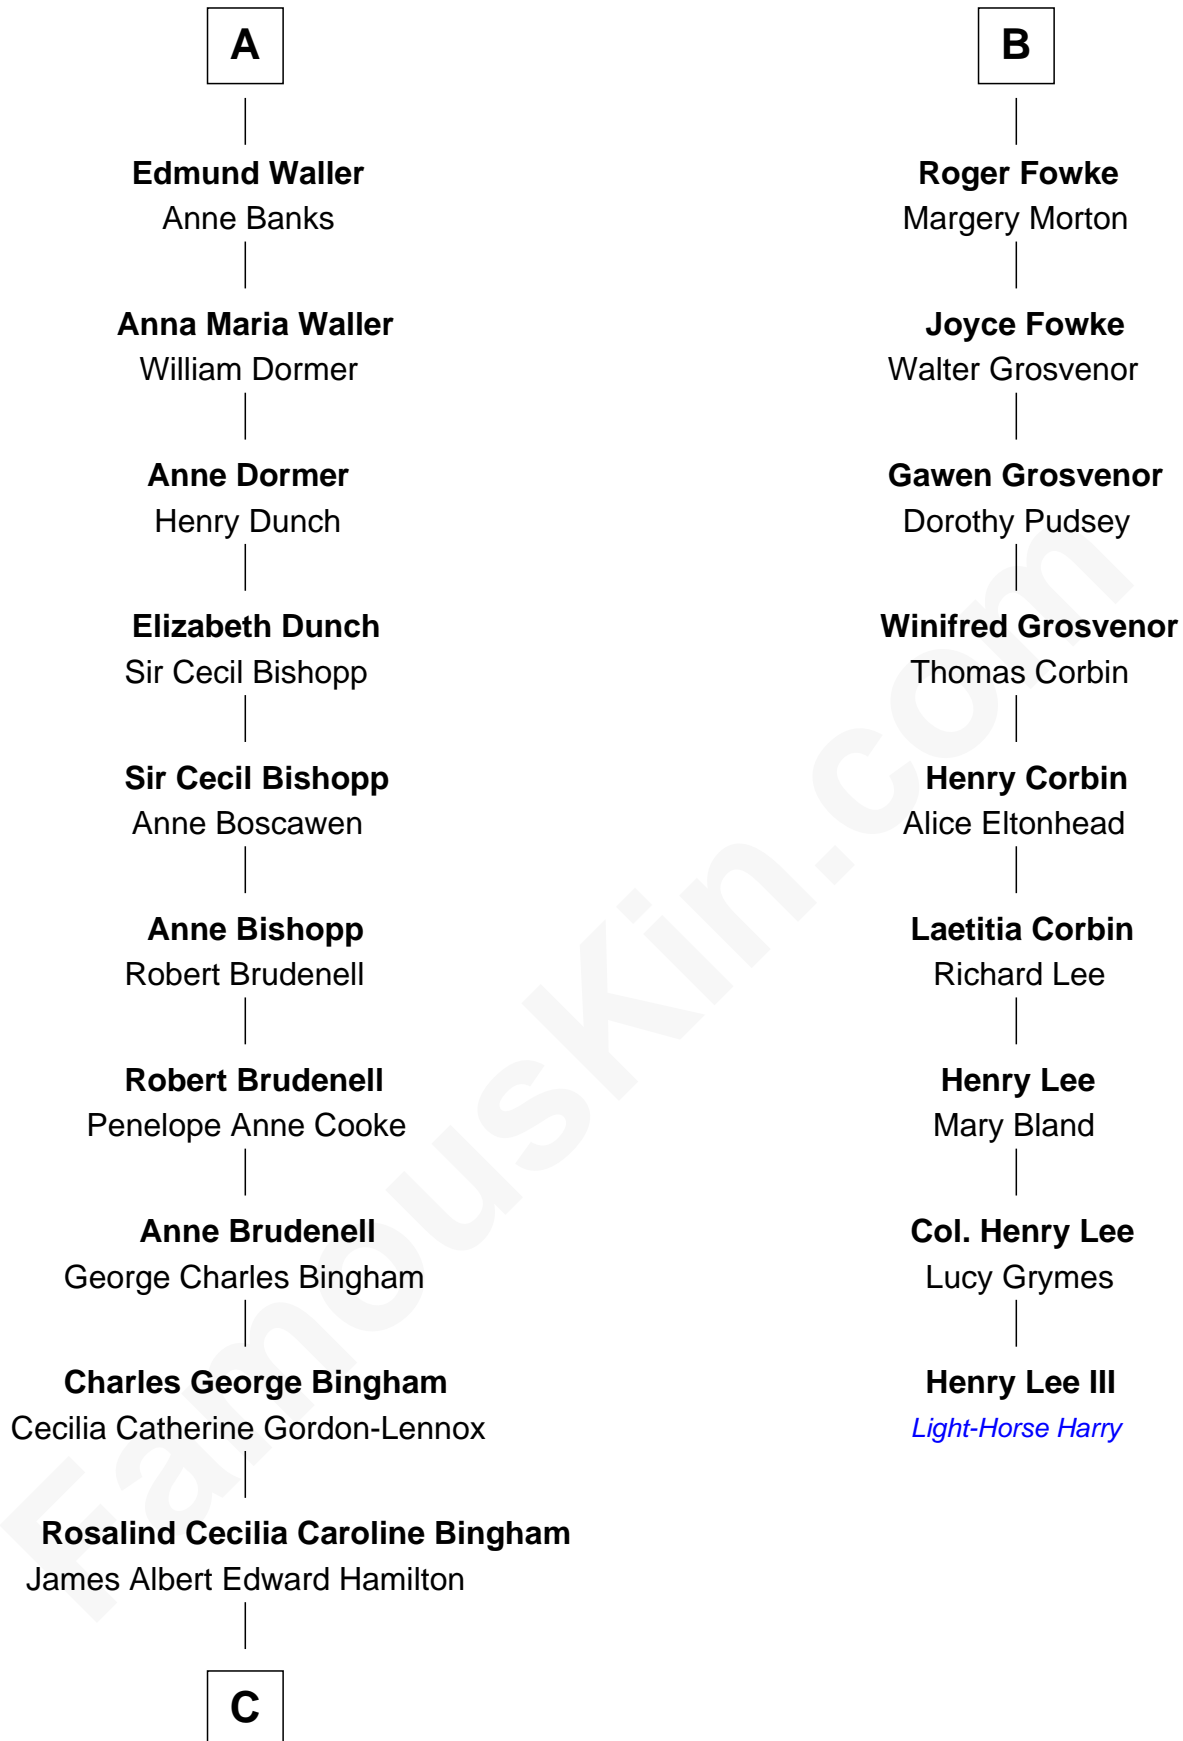 A
Edmund Waller
Anne Banks
Anna Maria Waller
William Dormer
Anne Dormer
Henry Dunch
Elizabeth Dunch
Sir Cecil Bishopp
Sir Cecil Bishopp
Anne Boscawen
Anne Bishopp
Robert Brudenell
Robert Brudenell
Penelope Anne Cooke
Anne Brudenell
George Charles Bingham
Charles George Bingham
Cecilia Catherine Gordon-Lennox
Rosalind Cecilia Caroline Bingham
James Albert Edward Hamilton
C
B
Roger Fowke
Margery Morton
Joyce Fowke
Walter Grosvenor
Gawen Grosvenor
Dorothy Pudsey
Winifred Grosvenor
Thomas Corbin
Henry Corbin
Alice Eltonhead
Laetitia Corbin
Richard Lee
Henry Lee
Mary Bland
Col. Henry Lee
Lucy Grymes
Henry Lee III
Light-Horse Harry
FamousKin.com